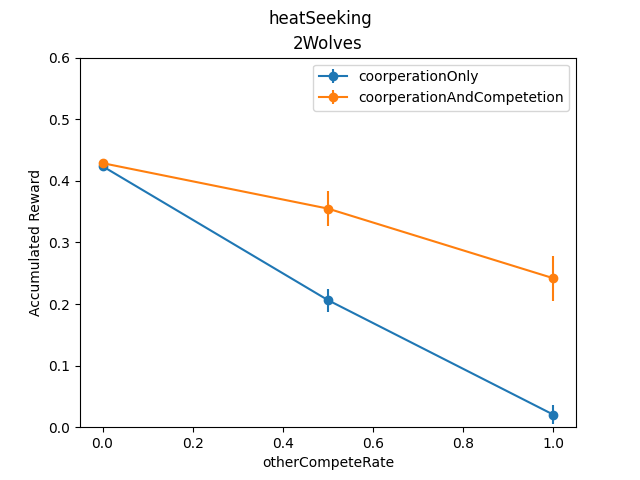 heatSeeking
2Wolves
coorperationOnly
coorperationAndCompetetion
Accumulated Reward
0.6
0.5
0.4
0.3
0.2
0.1
0.0
0.0 0.2 0.4 0.6 0.8 1.0
otherCompeteRate